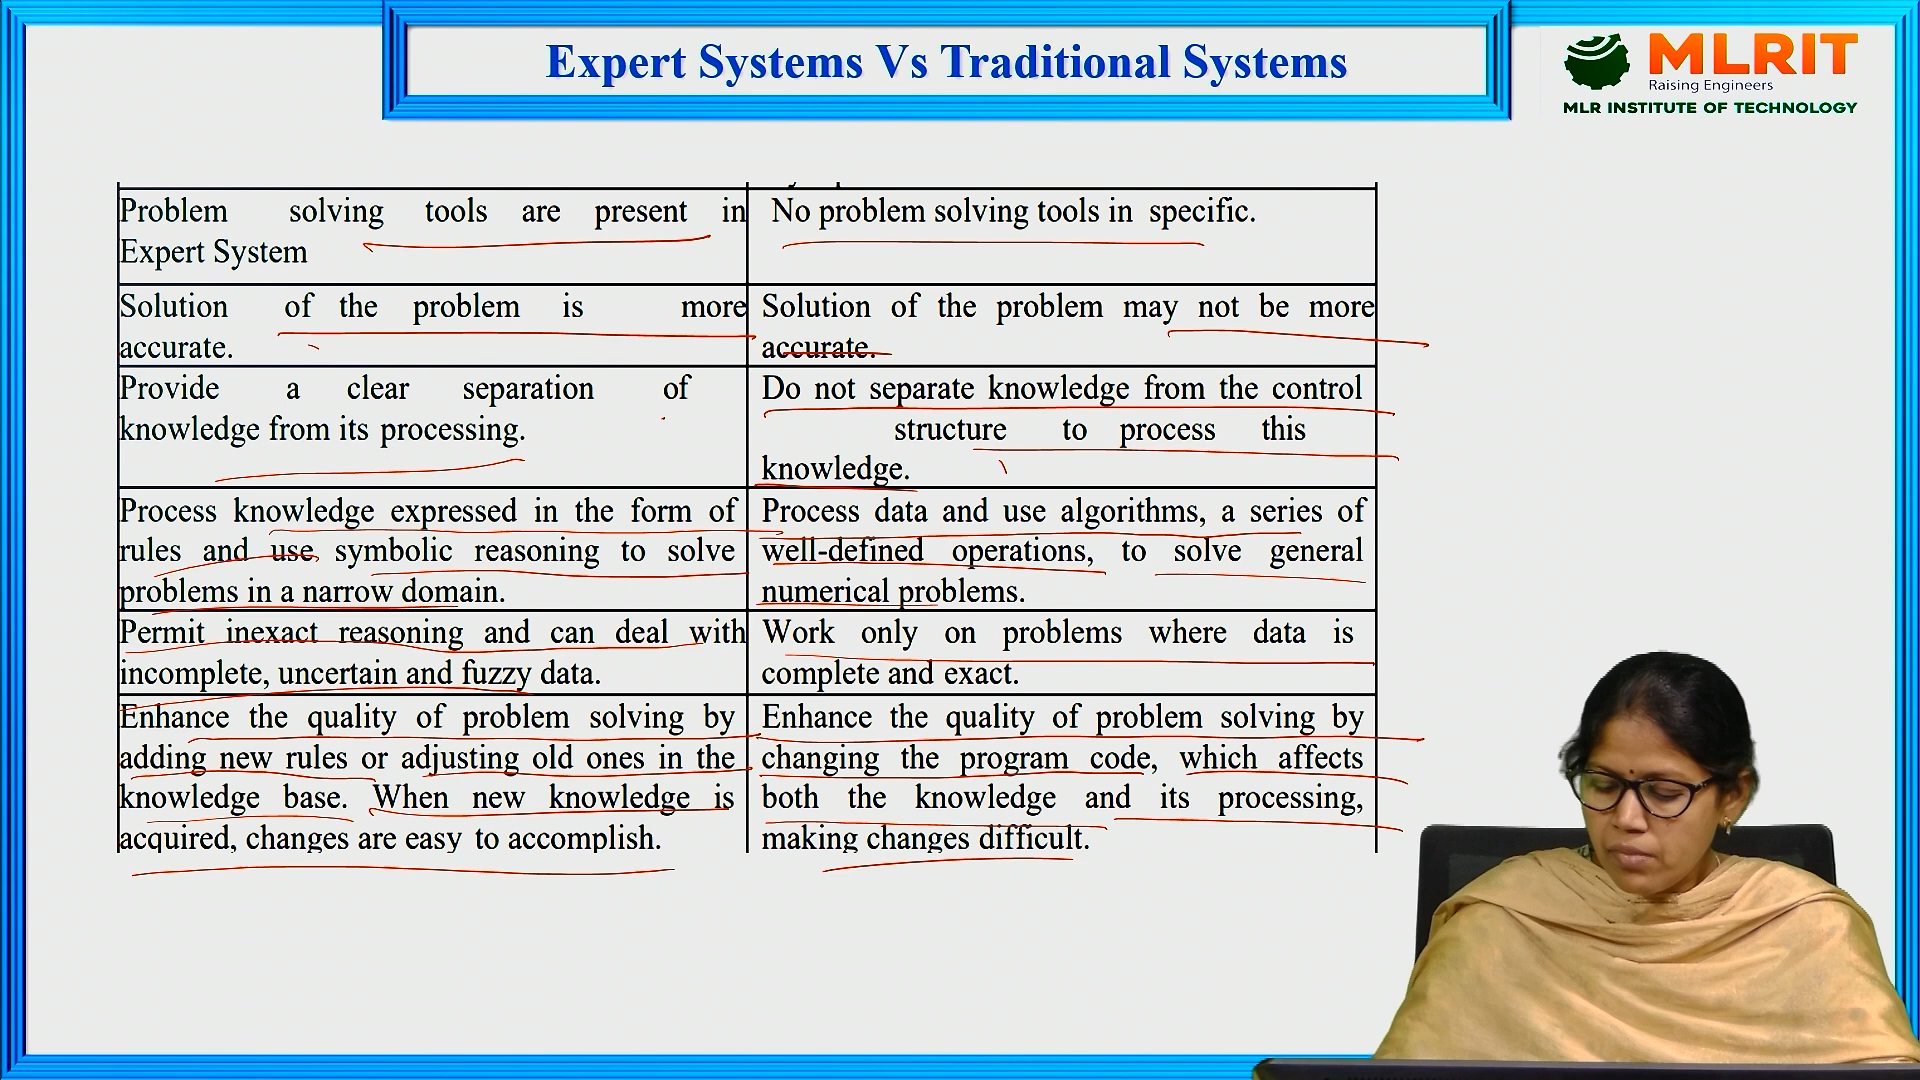 Expert Systems Vs Traditional Systems
MLRIT
Raising Engineers
MLR INSTITUTE OF TECHNOLOGY
Problem solving tools are present in
Expert System
No problem solving tools in specific.
Solution of the problem is more
accurate.
Solution of the problem may not be more
accurate.
Provide a clear separation of
knowledge from its processing.
Do not separate knowledge from the control
structure to process this
knowledge.
Process knowledge expressed in the form of
rules and use symbolic reasoning to solve
problems in a narrow domain.
Process data and use algorithms, a series of
well-defined operations, to solve general
numerical problems.
Permit inexact reasoning and can deal with
incomplete, uncertain and fuzzy data.
Work only on problems where data is
complete and exact.
Enhance the quality of problem solving by
adding new rules or adjusting old ones in the
knowledge base. When new knowledge is
acquired, changes are easy to accomplish.
Enhance the quality of problem solving by
changing the program code, which affects
both the knowledge and its processing,
making changes difficult.